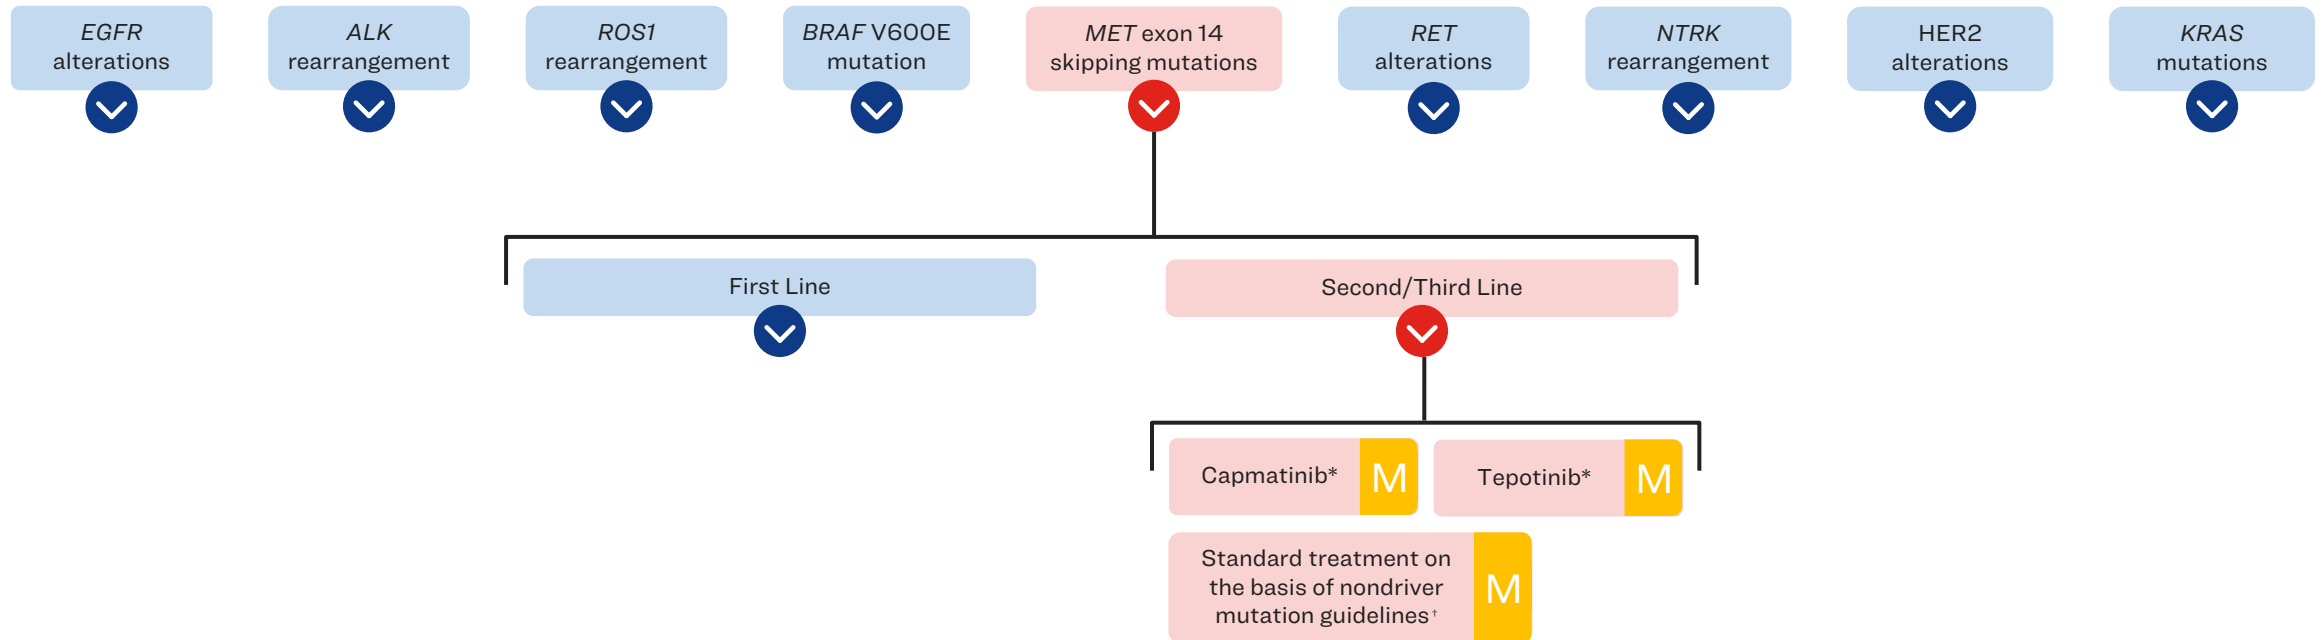 EGFR
alterations
ALK
rearrangement
ROS1
rearrangement
BRAF V600E
mutation
MET exon 14
skipping mutations
RET
alterations
NTRK
rearrangement
HER2
alterations
KRAS
mutations
First Line
Second/Third Line
Capmatinib*
M
Tepotinib*
M
Standard treatment on
the basis of nondriver
mutation guidelines†
M